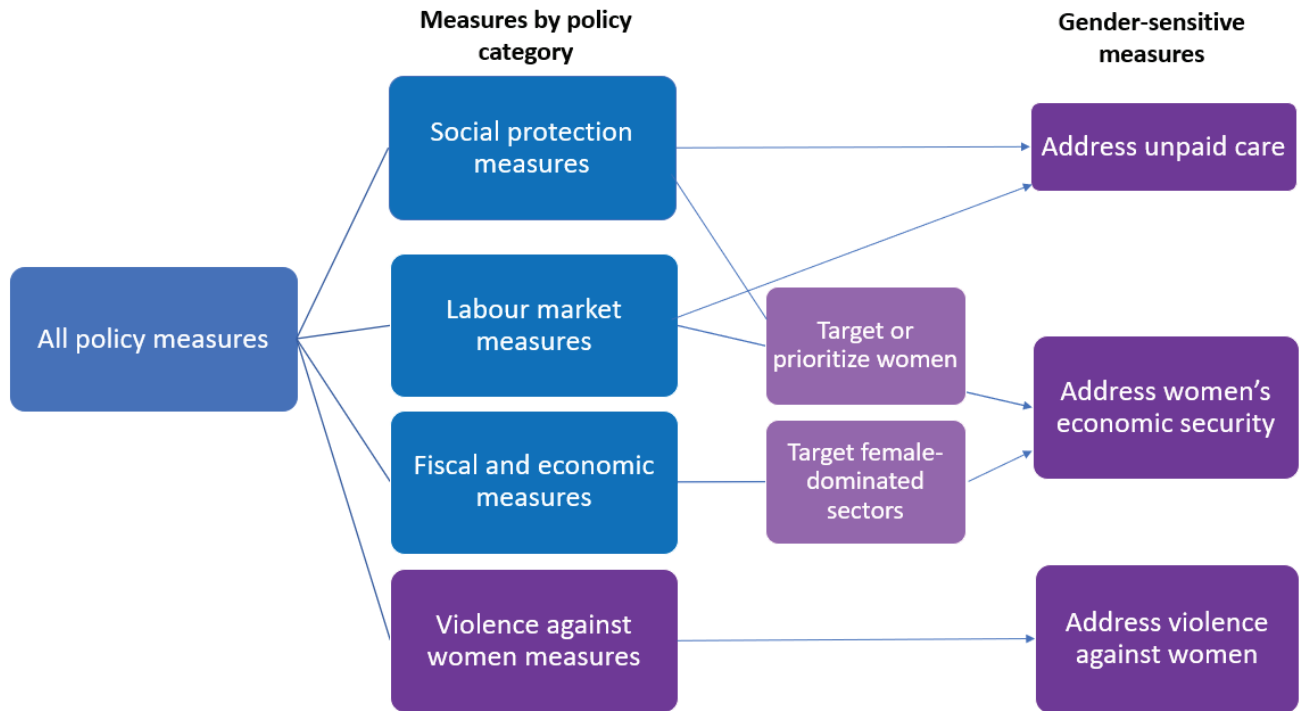 Measures by policy
category
Gender-sensitive
measures
Social protection
measures
Address unpaid care
All policy measures
Labour market
measures
Target or
prioritize women
Address women's
economic security
Fiscal and economic
measures
Target female-
dominated
sectors
Violence against
women measures
Address violence
against women